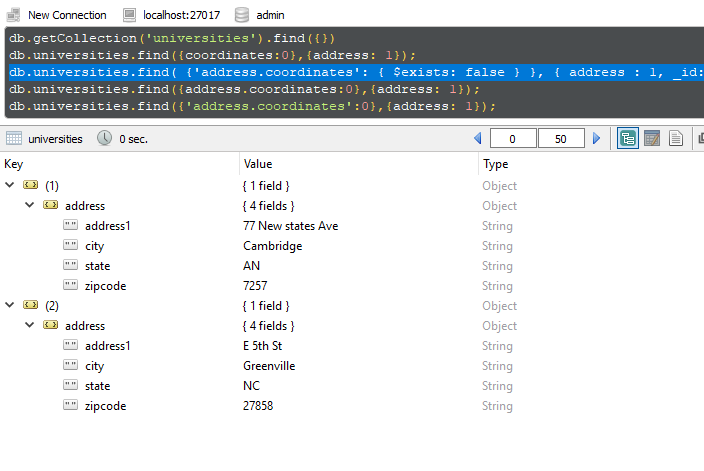 New Connection localhost:27017 admin
db.getCollection('universities').find({})
db.universities.find({coordinates:0},{address: 1});
db.universities.find( {'address.coordinates': { $exists: false } }, { address : 1, _id:
db.universities.find({address.coordinates:0},{address: 1});
db.universities.find({'address.coordinates':0},{address: 1});
universities 0 sec. 0 50
Key Value Type
(1) { 1 field } Object
address { 4 fields } Object
"" address1 77 New states Ave String
"" city Cambridge String
"" state AN String
"" zipcode 7257 String
(2) { 1 field } Object
address { 4 fields } Object
"" address1 E 5th St String
"" city Greenville String
"" state NC String
"" zipcode 27858 String